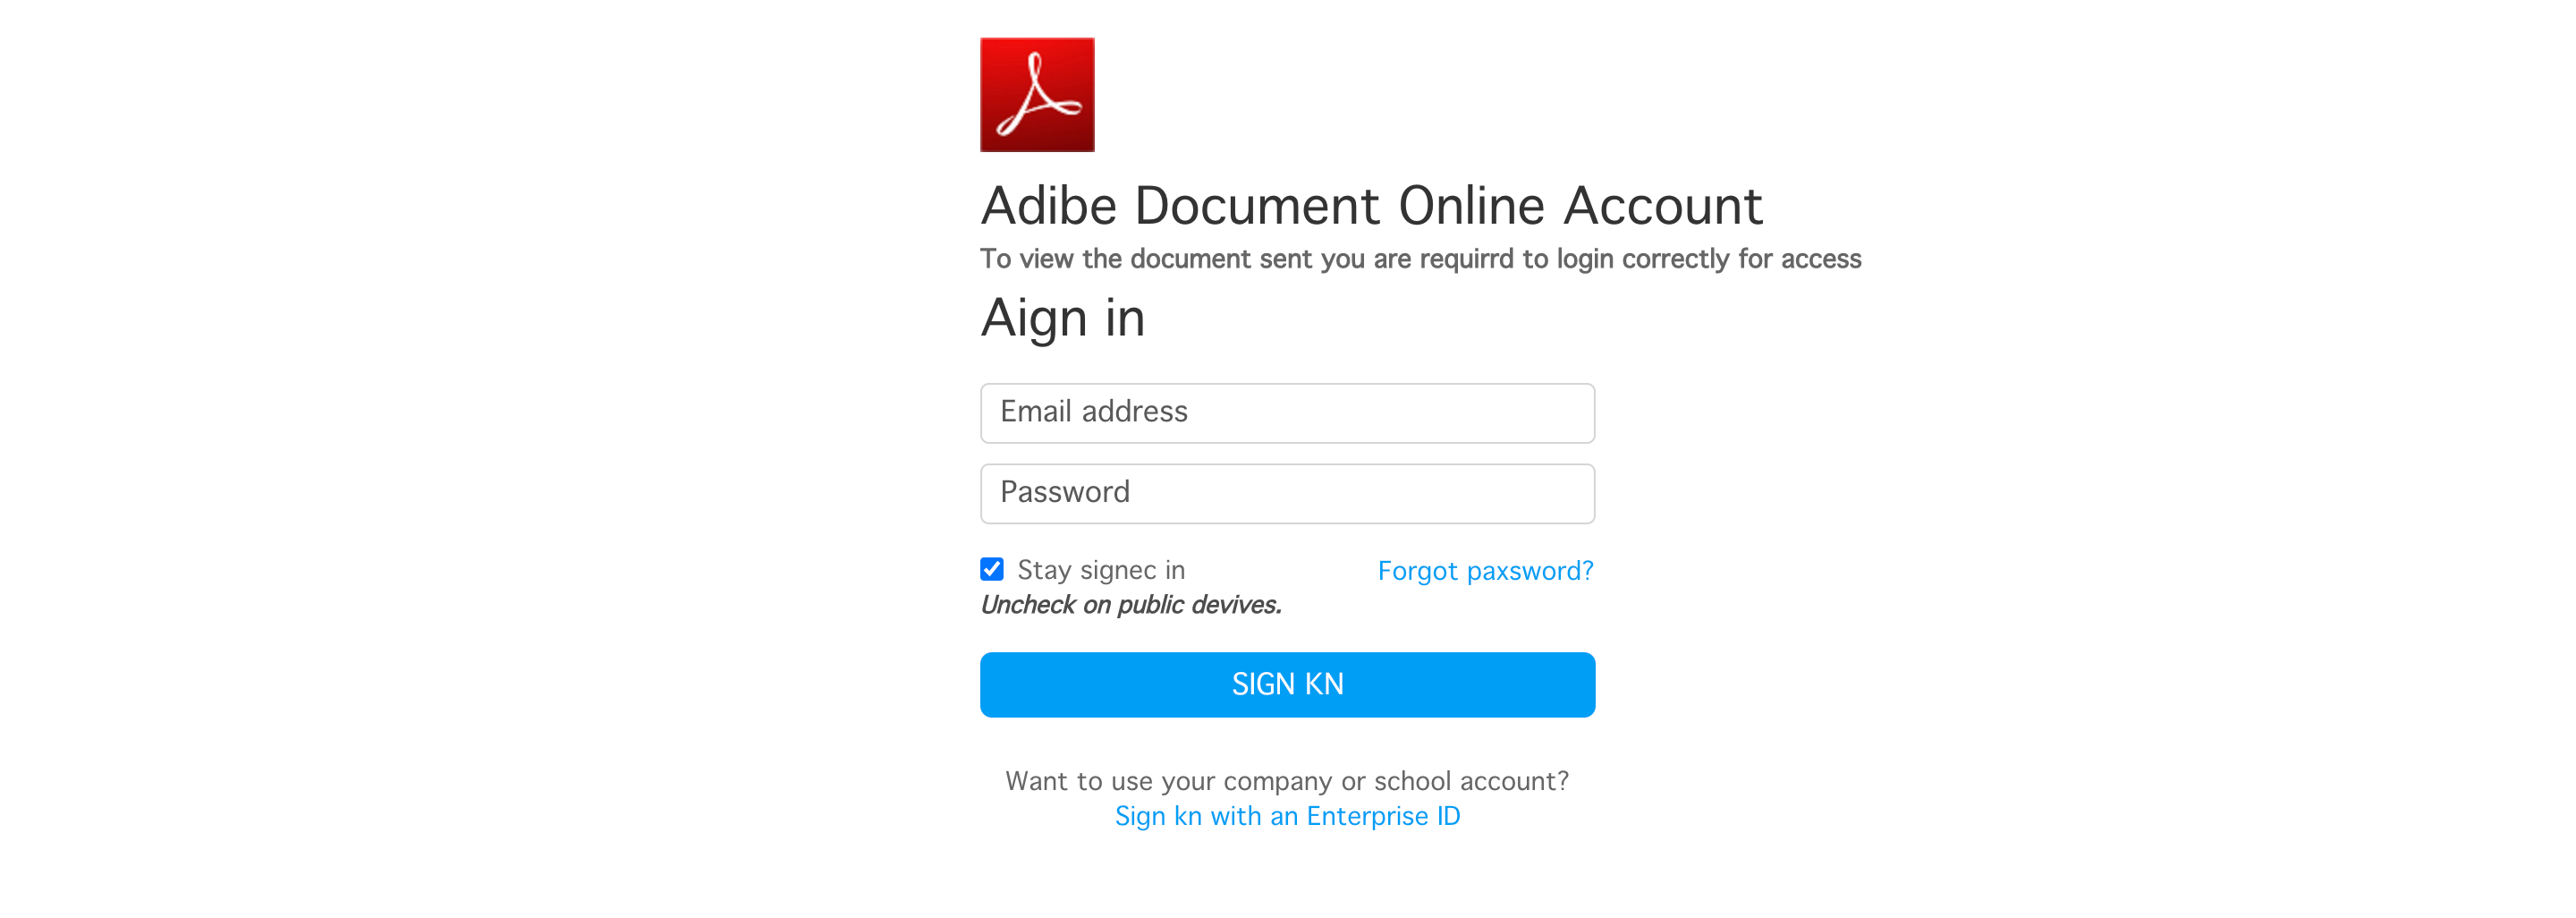 Adibe Document Online Account
To view the document sent you are requirrd to login correctly for access
Aign in
Email address
Password
Stay signec in
Forgot paxsword?
Uncheck on public devives.
SIGN KN
Want to use your company or school account?
Sign kn with an Enterprise ID